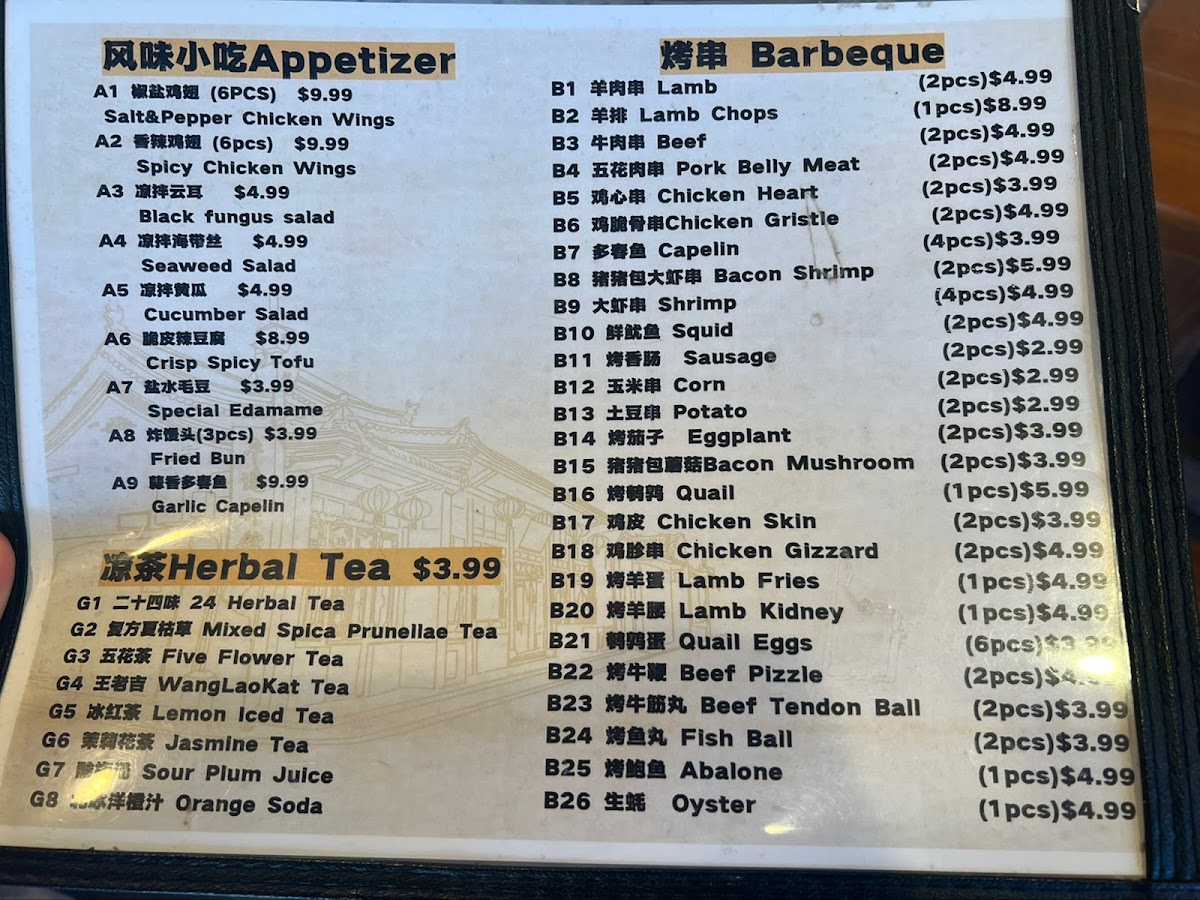 风味小吃Appetizer
A1 椒盐鸡翅 (6PCS) $9.99
Salt&Pepper Chicken Wings
A2 香辣鸡翅 (6pcs) $9.99
Spicy Chicken Wings
A3 凉拌云耳 $4.99
Black fungus salad
A4 凉拌海带丝 $4.99
Seaweed Salad
A5 凉拌黄瓜 $4.99
Cucumber Salad
A6 脆皮辣豆腐 $8.99
Crisp Spicy Tofu
A7 盐水毛豆 $3.99
Special Edamame
A8 炸馒头(3pcs) $3.99
Fried Bun
A9 蒜香多春鱼 $9.99
Garlic Capelin
凉茶Herbal Tea $3.99
G1 二十四味 24 Herbal Tea
G2 复方夏枯草 Mixed Spica Prunellae Tea
G3 五花茶 Five Flower Tea
G4 王老吉 WangLaoKat Tea
G5 冰红茶 Lemon Iced Tea
G6 茉莉花茶 Jasmine Tea
G7 Sour Plum Juice
G8 冰洋橙汁 Orange Soda
烤串 Barbeque
B1 羊肉串 Lamb (2pcs)$4.99
B2 羊排 Lamb Chops (1pcs)$8.99
B3 牛肉串 Beef (2pcs)$4.99
B4 五花肉串 Pork Belly Meat (2pcs)$4.99
B5 鸡心串 Chicken Heart (2pcs)$3.99
B6 鸡脆骨串Chicken Gristle (2pcs)$4.99
B7 多春鱼 Capelin (4pcs)$3.99
B8 猪猪包大虾串 Bacon Shrimp (2pcs)$5.99
B9 大虾串 Shrimp (4pcs)$4.99
B10 鲜鱿鱼 Squid (2pcs)$4.99
B11 烤香肠 Sausage (2pcs)$2.99
B12 玉米串 Corn (2pcs)$2.99
B13 土豆串 Potato (2pcs)$2.99
B14 烤茄子 Eggplant (2pcs)$3.99
B15 猪猪包蘑菇Bacon Mushroom (2pcs)$3.99
B16 烤鹌鹑 Quail (1pcs)$5.99
B17 鸡皮 Chicken Skin (2pcs)$3.99
B18 鸡胗串 Chicken Gizzard (2pcs)$4.99
B19 烤羊蛋 Lamb Fries (1pcs)$4.99
B20 烤羊腰 Lamb Kidney (1pcs)$4.99
B21 鹌鹑蛋 Quail Eggs (6pcs)$3.99
B22 烤牛鞭 Beef Pizzle (2pcs)
B23 烤牛筋丸 Beef Tendon Ball (2pcs)$3.99
B24 烤鱼丸 Fish Ball (2pcs)$3.99
B25 烤鲍鱼 Abalone (1pcs)$4.99
B26 生蚝 Oyster (1pcs)$4.99